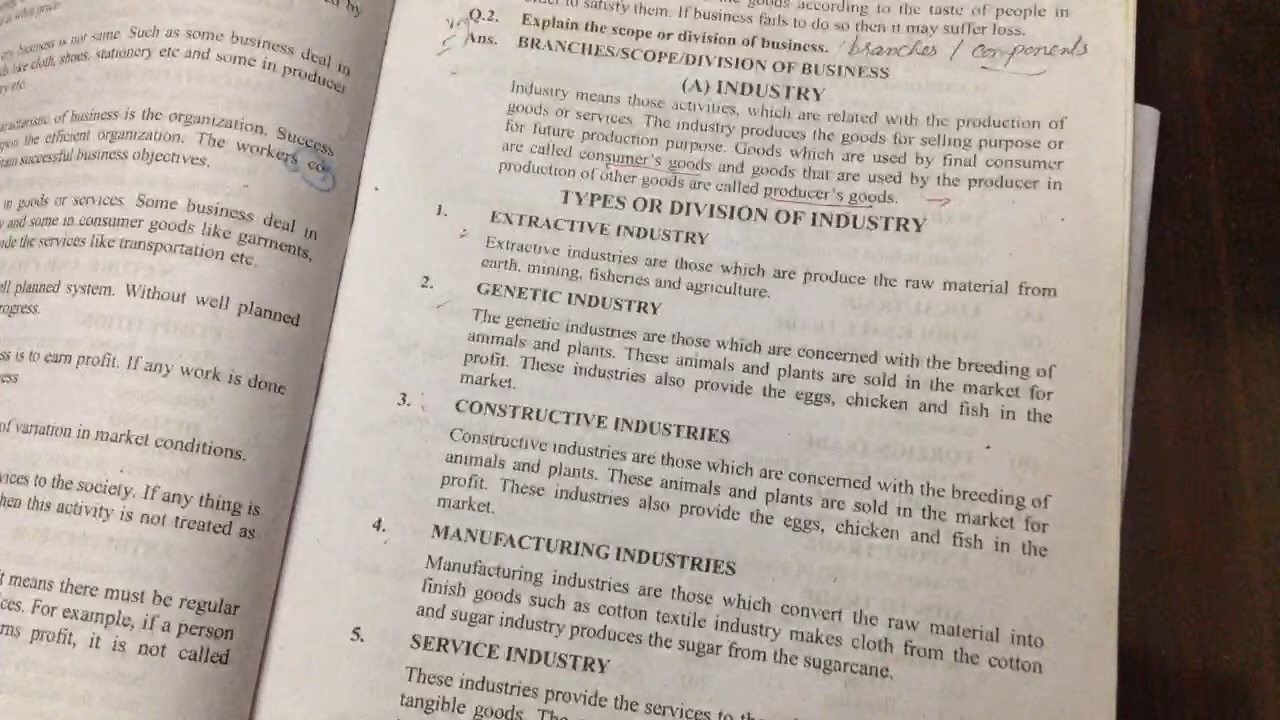 is not same. Such as some business deal in
like cloth, shoes, stationery etc and some in producer
etc.
of business is the organization. Success
the efficient organization. The workers co
successful business objectives.
in goods or services. Some business deal in
and some in consumer goods like garments,
the services like transportation etc.
planned system. Without well planned
is to earn profit. If any work is done
of variation in market conditions.
to the society. If any thing is
this activity is not treated as
means there must be regular
For example, if a person
profit, it is not called
goods according to the taste of people in
to satisfy them. If business fails to do so then it may suffer loss.
Q.2. Explain the scope or division of business. /branches / components
Ans. BRANCHES/SCOPE/DIVISION OF BUSINESS
(A) INDUSTRY
Industry means those activities, which are related with the production of
goods or services. The industry produces the goods for selling purpose or
for future production purpose. Goods which are used by final consumer
are called consumer's goods and goods that are used by the producer in
production of other goods are called producer's goods.
TYPES OR DIVISION OF INDUSTRY
1. EXTRACTIVE INDUSTRY
Extractive industries are those which are produce the raw material from
earth, mining, fisheries and agriculture.
2. GENETIC INDUSTRY
The genetic industries are those which are concerned with the breeding of
animals and plants. These animals and plants are sold in the market for
profit. These industries also provide the eggs, chicken and fish in the
market.
3. CONSTRUCTIVE INDUSTRIES
Constructive industries are those which are concerned with the breeding of
animals and plants. These animals and plants are sold in the market for
profit. These industries also provide the eggs, chicken and fish in the
market.
4. MANUFACTURING INDUSTRIES
Manufacturing industries are those which convert the raw material into
finish goods such as cotton textile industry makes cloth from the cotton
and sugar industry produces the sugar from the sugarcane.
5. SERVICE INDUSTRY
These industries provide the services to
tangible goods.